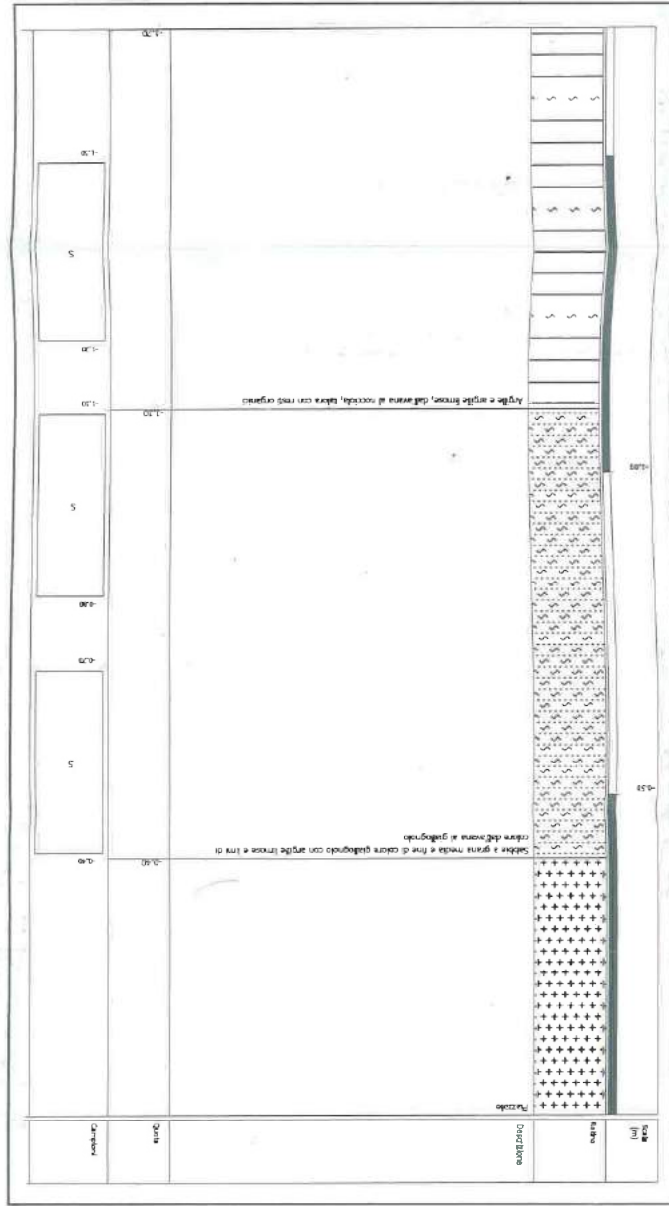 Scala (m)
Retino
Descrizione
Quota
Campioni
Piazzale
Sabbie a grana media e fine di colore giallognolo con argille limose e limi di
colore dall'avana al giallognolo
-0.40
-0.40
-0.50
S
-0.70
-0.80
S
-1.00
Argille e argille limose, dall'avana al nocciola, talora con resti organici
-1.10
-1.10
-1.20
S
-1.50
-1.70